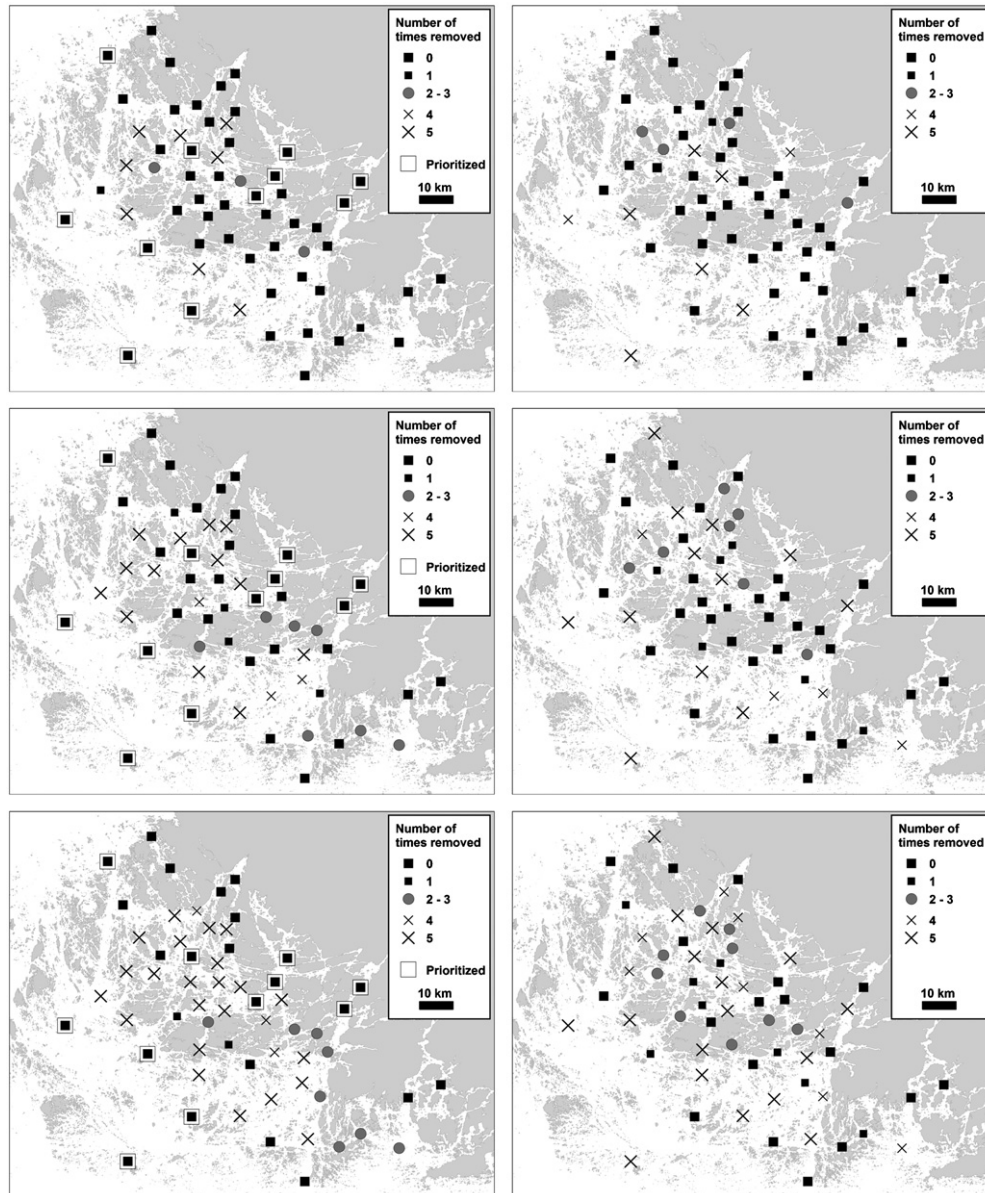 Number of
times removed
0
1
2 - 3
4
5
Prioritized
10 km
Number of
times removed
0
1
2 - 3
4
5
10 km
Number of
times removed
0
1
2 - 3
4
5
Prioritized
10 km
Number of
times removed
0
1
2 - 3
4
5
10 km
Number of
times removed
0
1
2 - 3
4
5
Prioritized
10 km
Number of
times removed
0
1
2 - 3
4
5
10 km